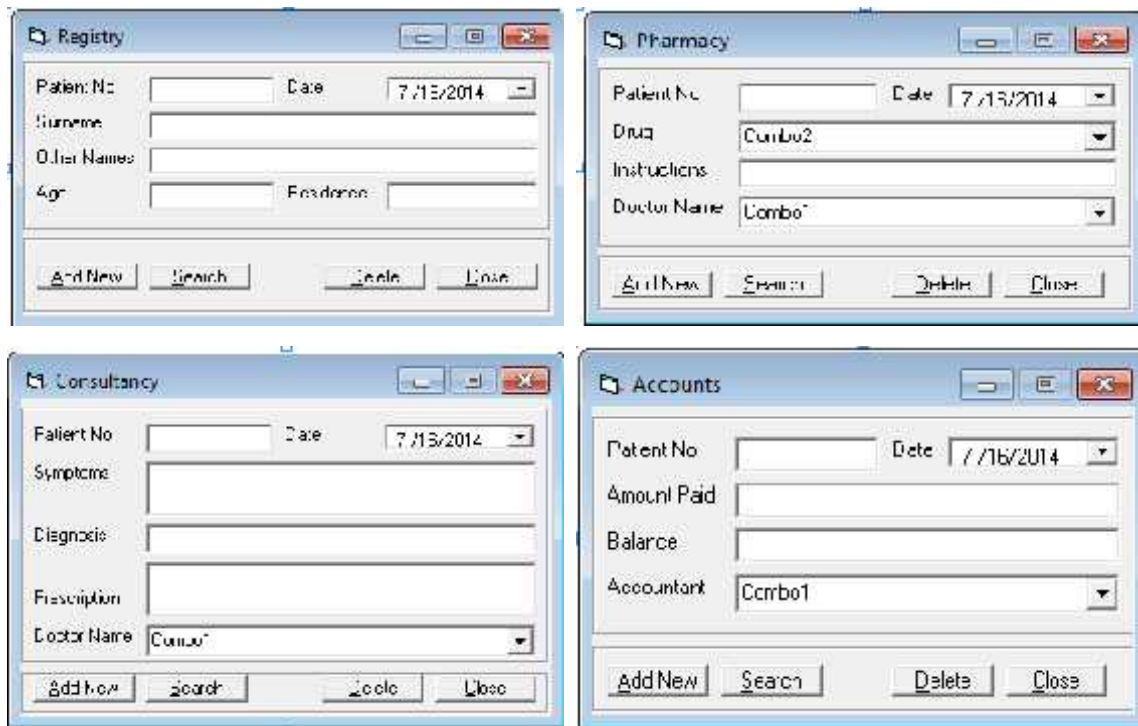 Registry
Patient No Date 7 /16/2014
Surname
Other Names
Age Residence
Add New Search Delete Close
Pharmacy
Patient No Date 7 /16/2014
Drug Combo2
Instructions
Doctor Name Combo1
Add New Search Delete Close
Consultancy
Patient No Date 7 /16/2014
Symptoms
Diagnosis
Prescription
Doctor Name Combo1
Add New Search Delete Close
Accounts
Patient No Date 7 /16/2014
Amount Paid
Balance
Accountant Combo1
Add New Search Delete Close